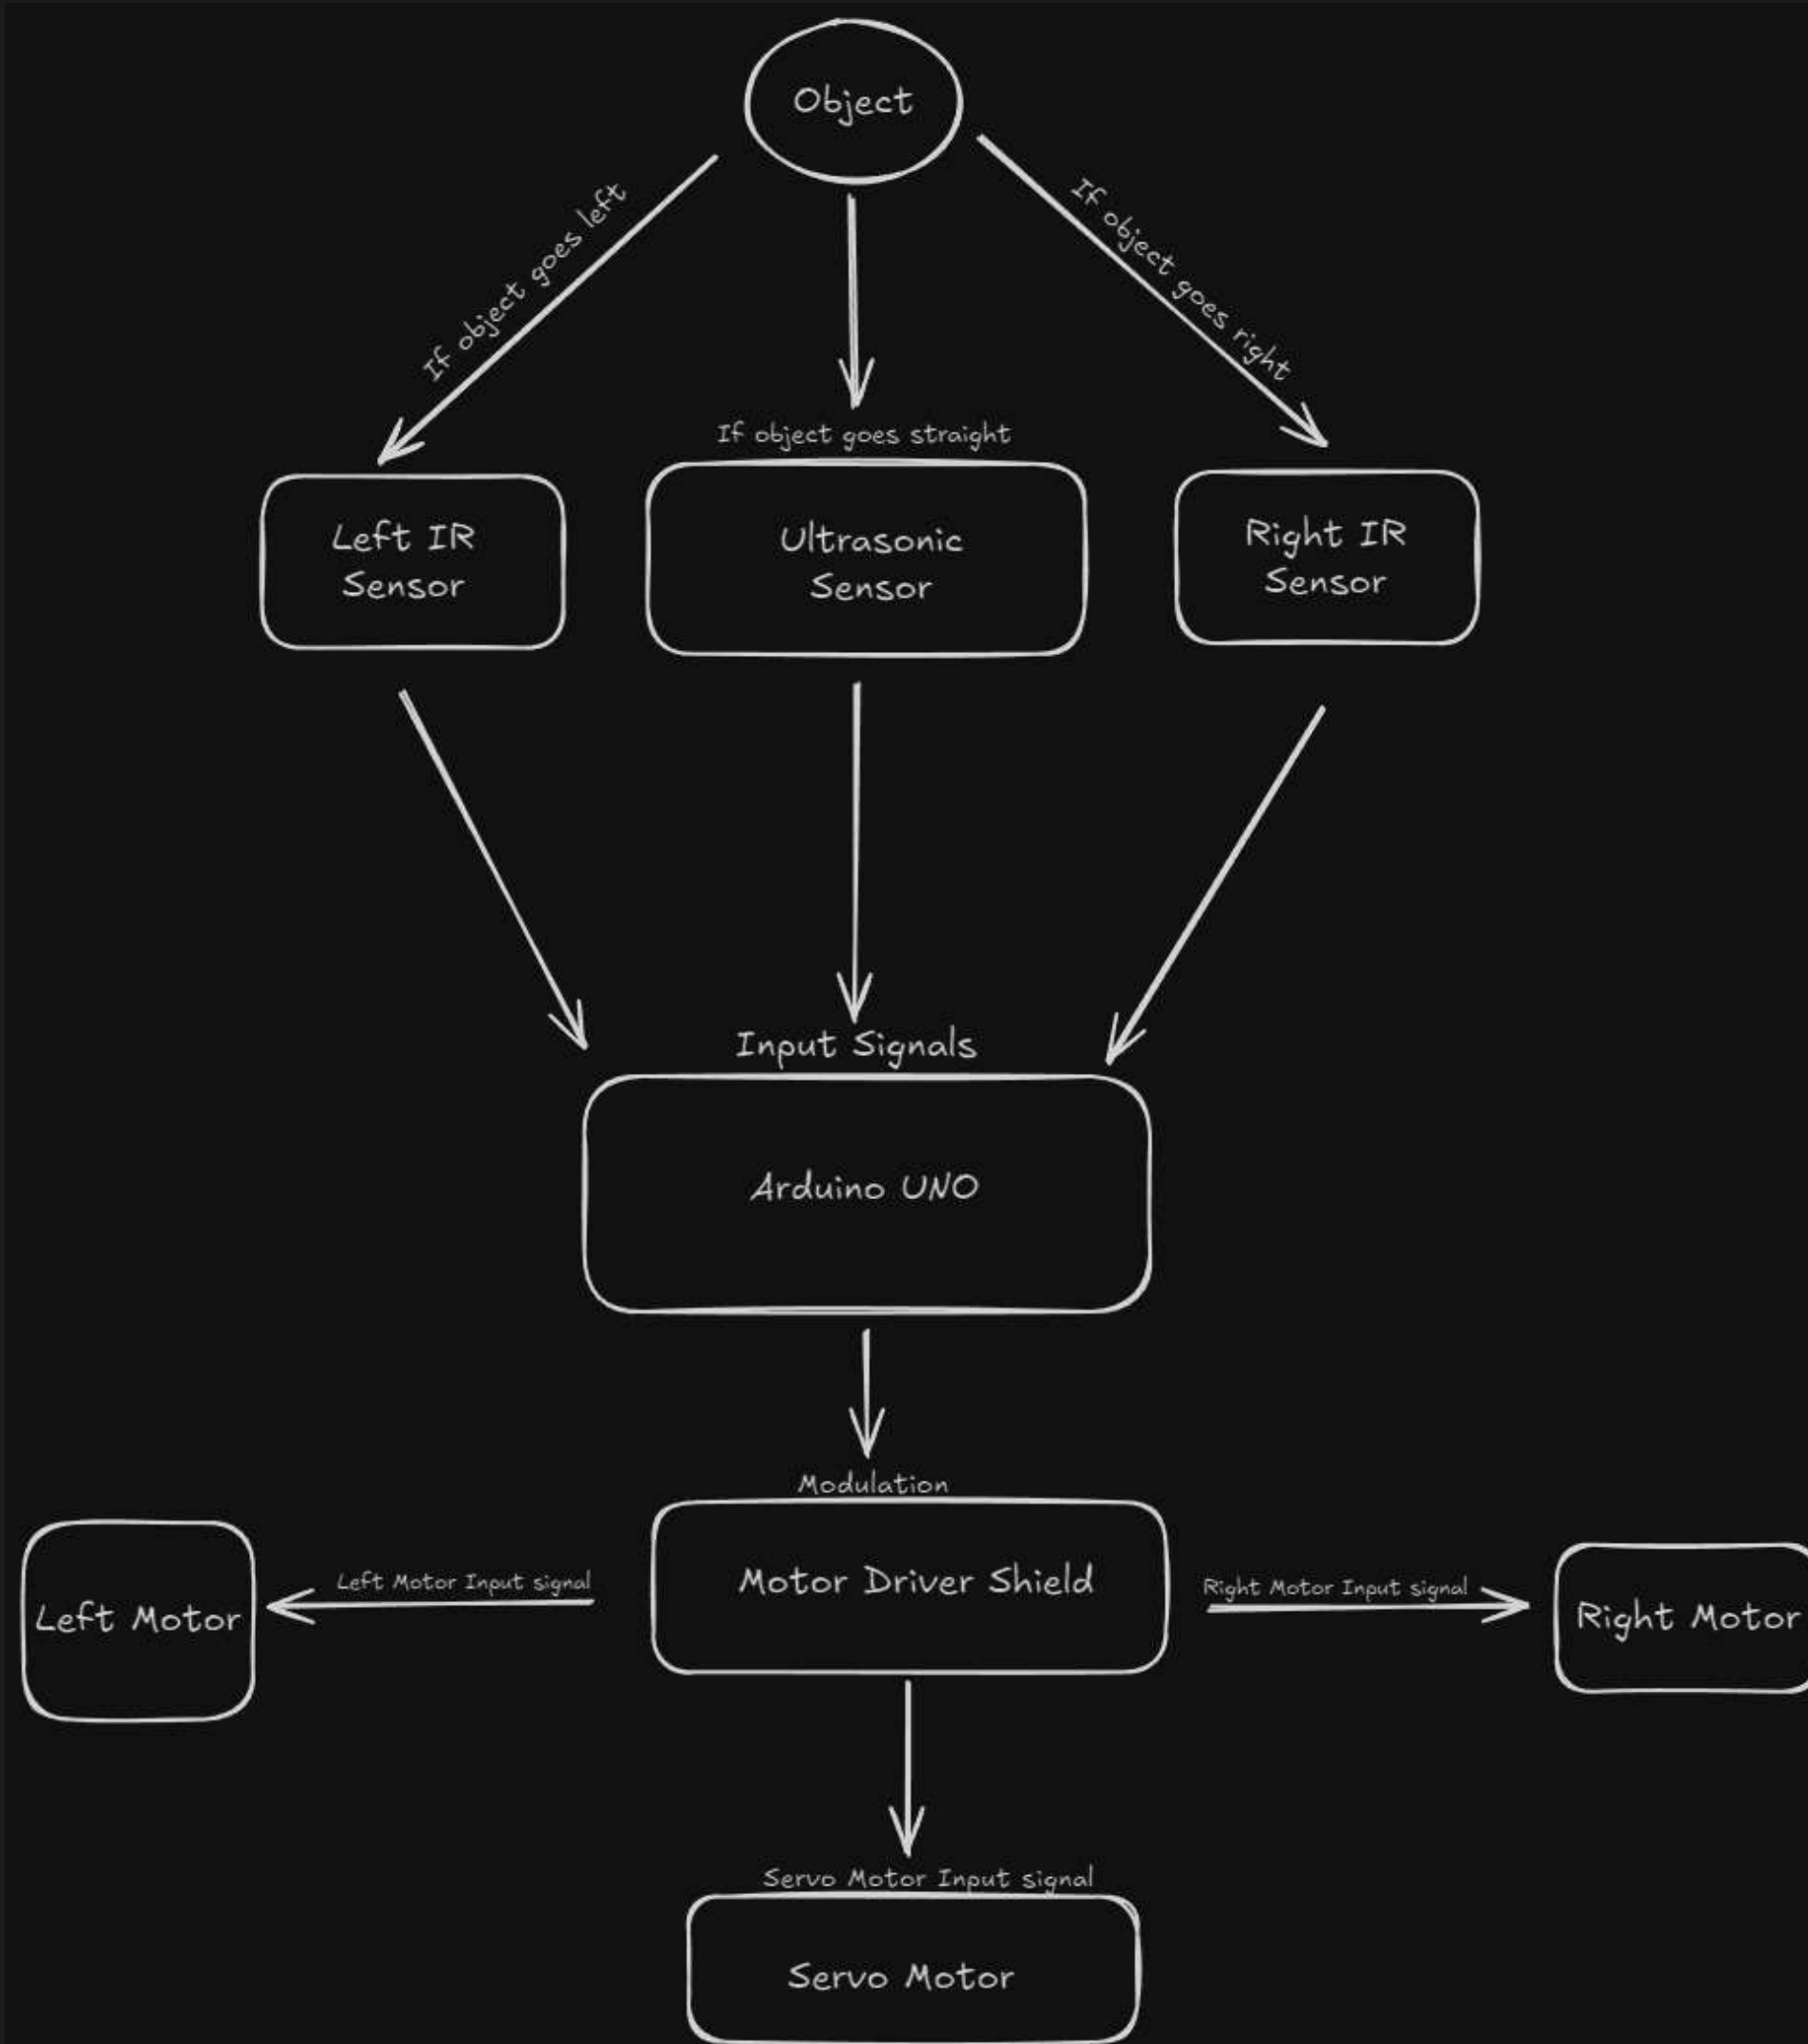 Object
If object goes left
If object goes right
If object goes straight
Left IR
Sensor
Ultrasonic
Sensor
Right IR
Sensor
Input Signals
Arduino UNO
Modulation
Left Motor
Left Motor Input signal
Motor Driver Shield
Right Motor Input signal
Right Motor
Servo Motor Input signal
Servo Motor